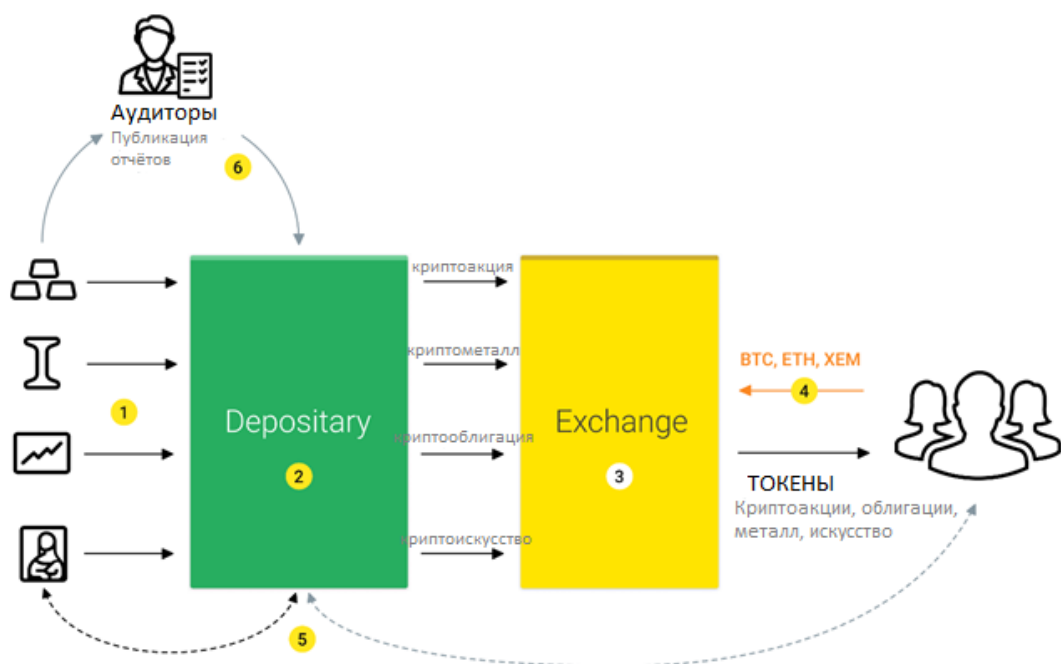 Аудиторы
Публикация
отчётов
6
криптоакция
криптометалл
BTC, ETH, XEM
4
1
Depositary
Exchange
криптооблигация
2
3
ТОКЕНЫ
Криптоакции, облигации,
металл, искусство
криптоискусство
5